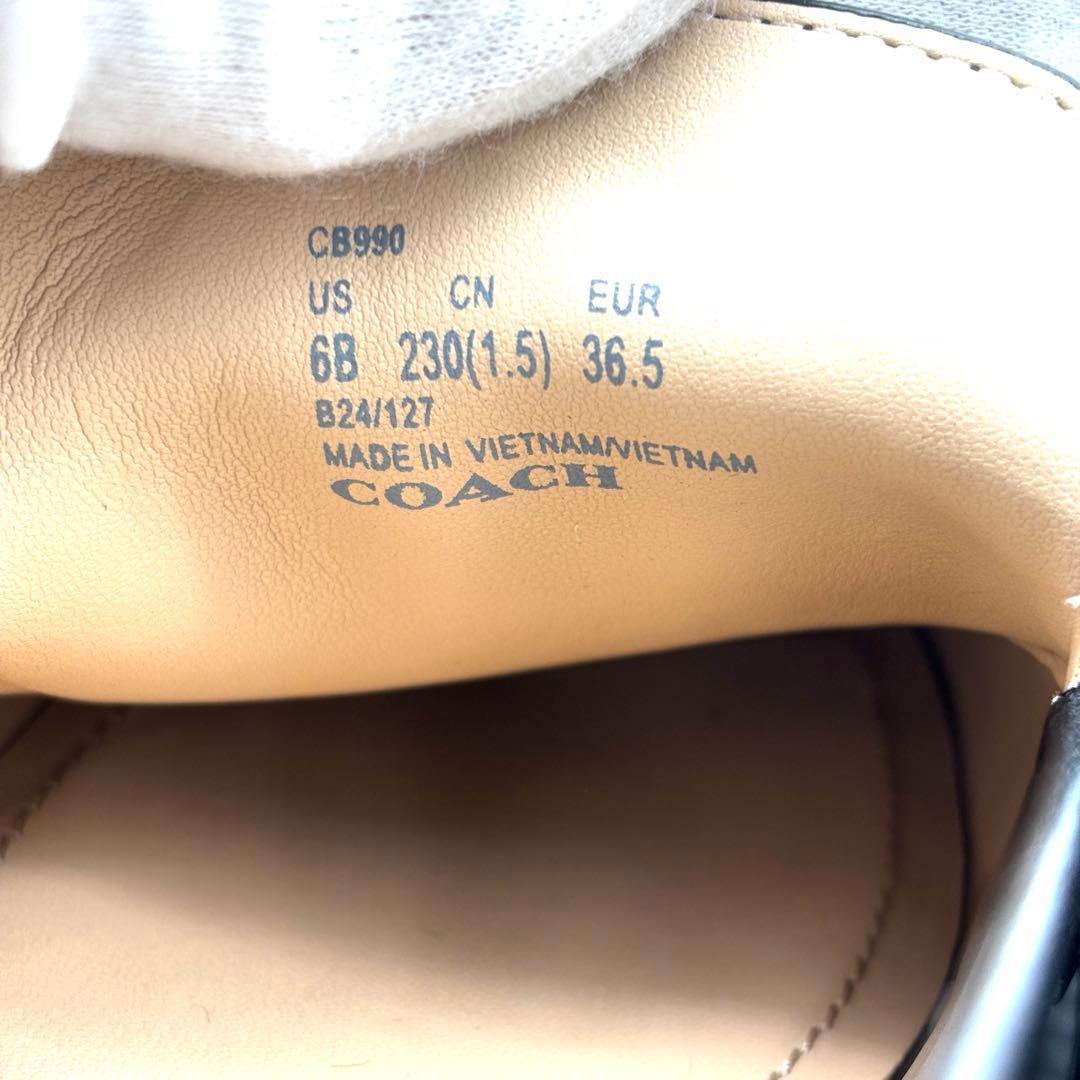 CB990
US CN EUR
6B 230(1.5) 36.5
B24/127
MADE IN VIETNAM/VIETNAM
COACH